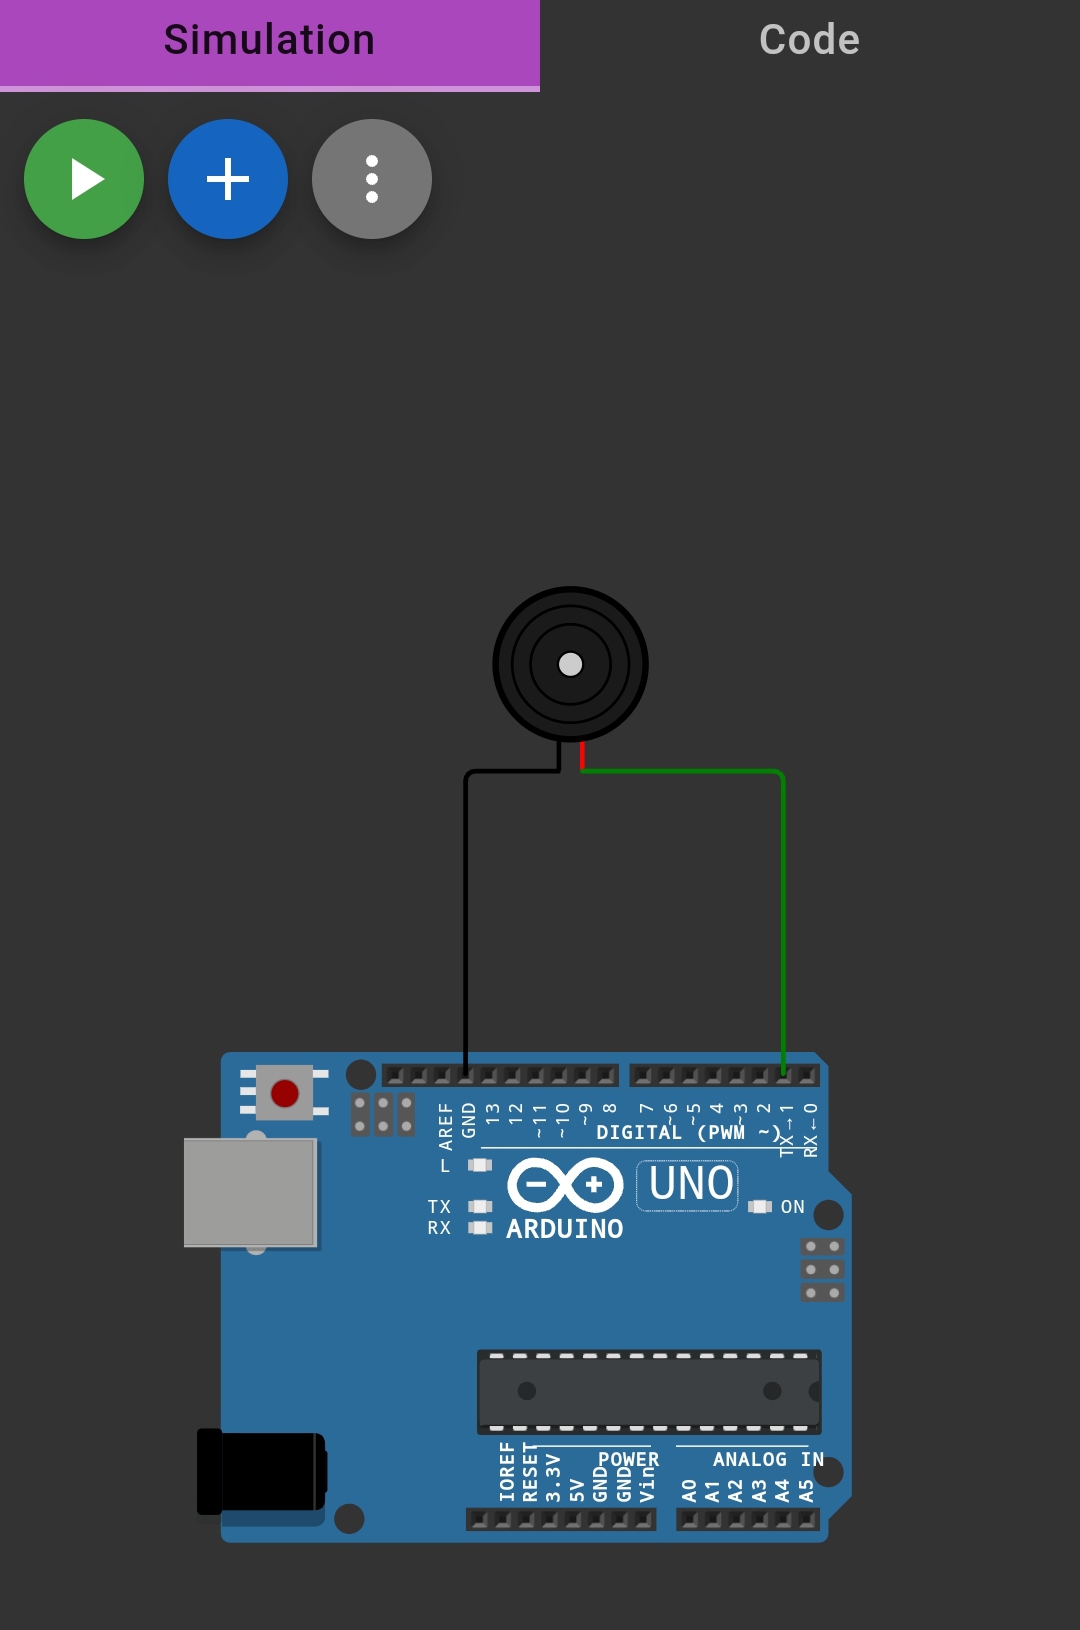 Simulation
Code
AREF
GND
13
12
~11
~10
~9
8
7
~6
~5
4
~3
2
TX→1
RX←0
DIGITAL (PWM ~)
L
TX
RX
UNO
ON
ARDUINO
POWER
ANALOG IN
IOREF
RESET
3.3V
5V
GND
GND
Vin
A0
A1
A2
A3
A4
A5